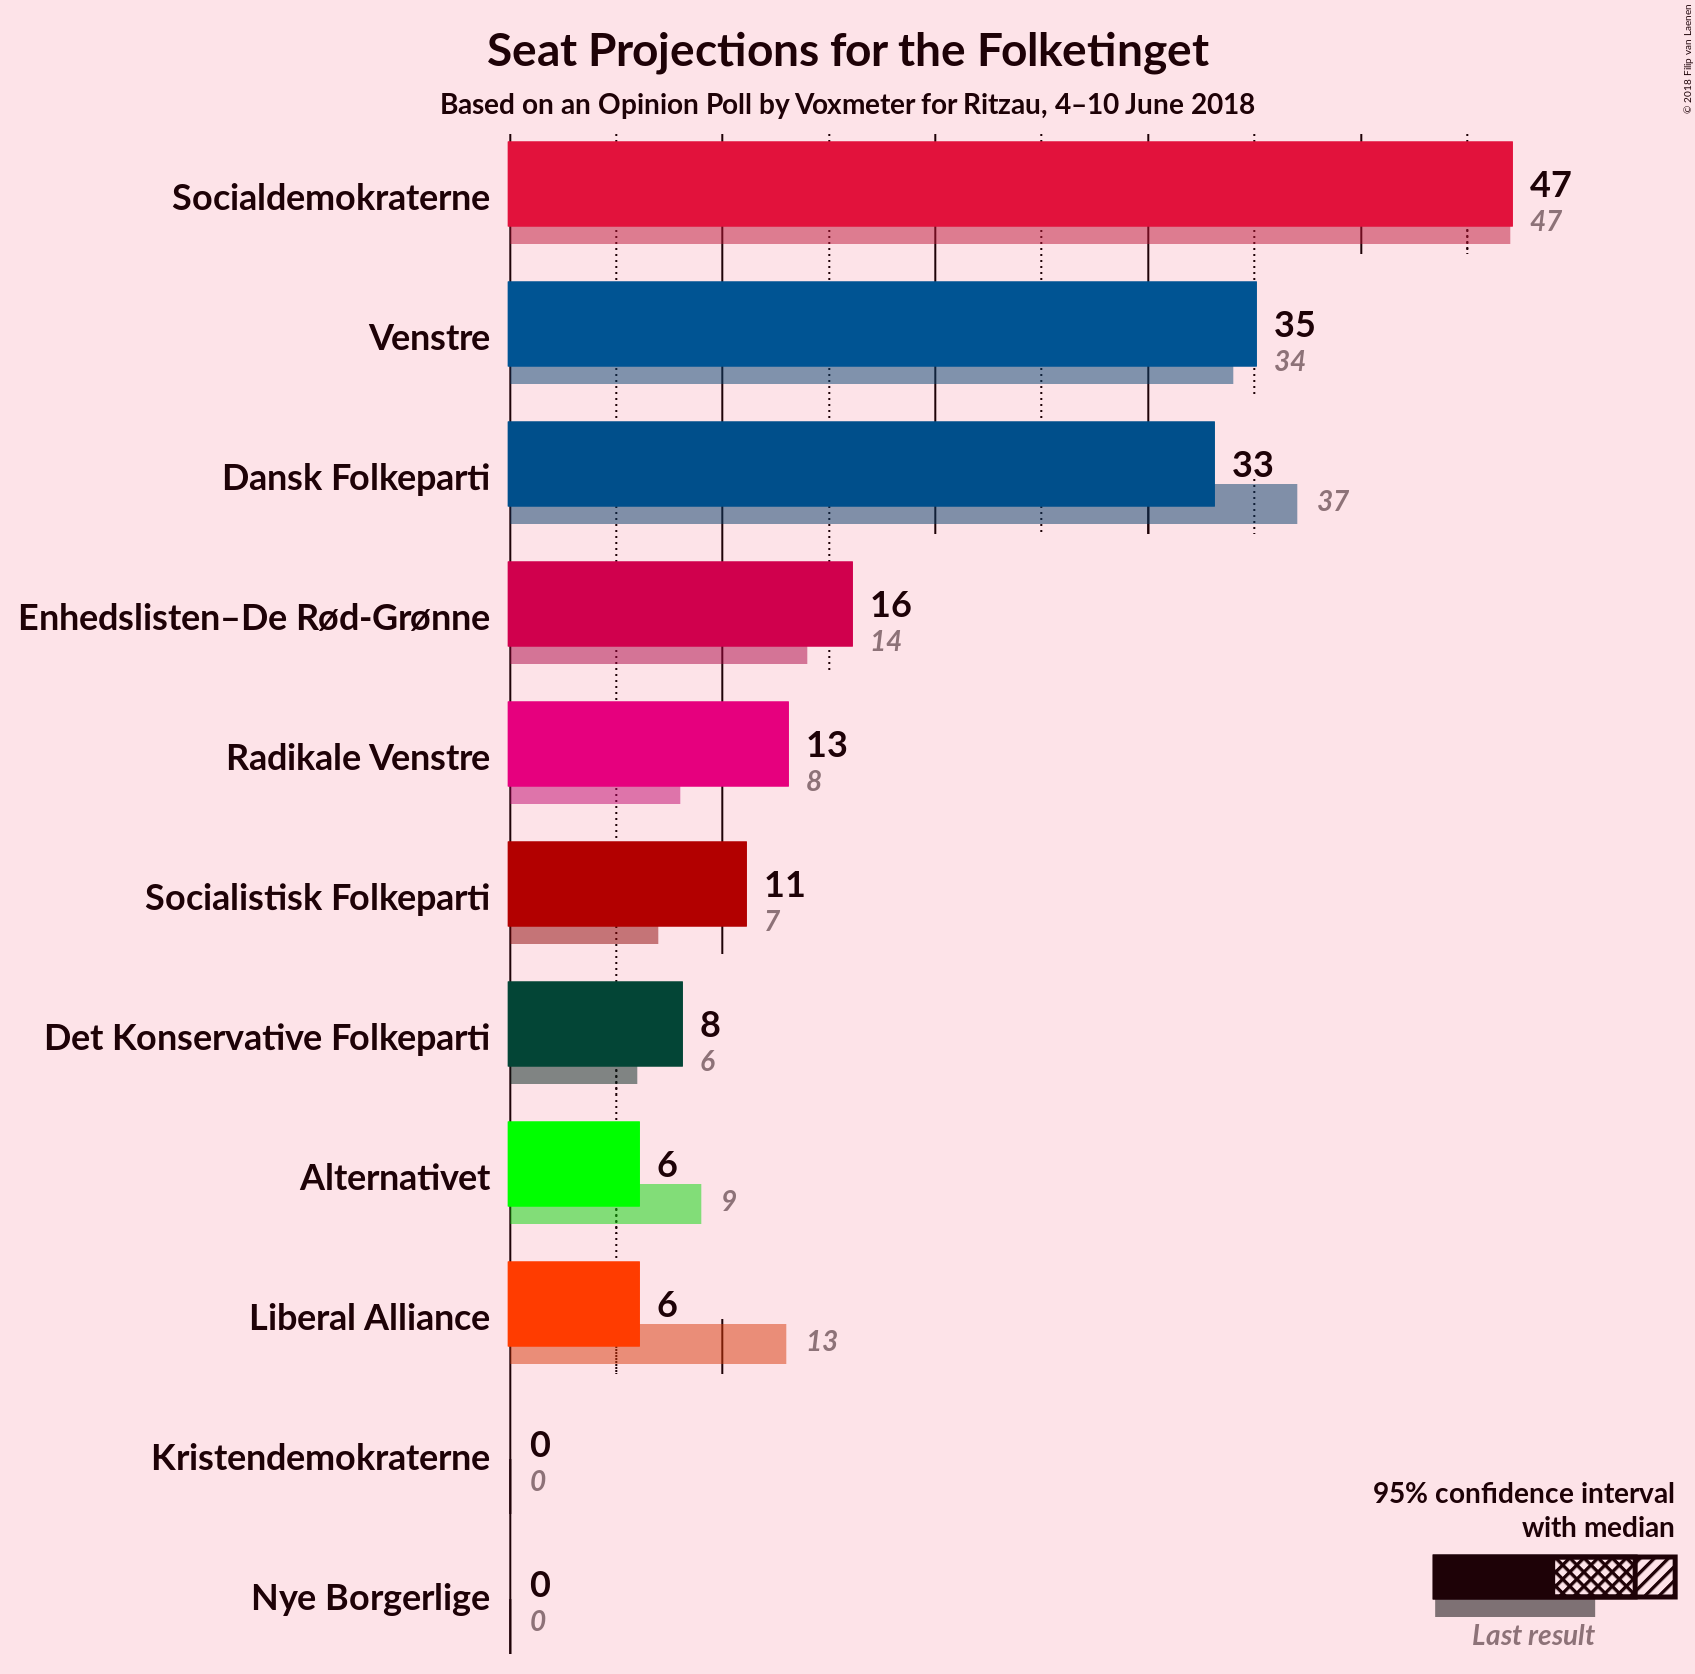 Seat Projections for the Folketinget
Based on an Opinion Poll by Voxmeter for Ritzau, 4–10 June 2018
© 2018 Filip van Laenen
Socialdemokraterne
47
47
Venstre
35
34
Dansk Folkeparti
33
37
Enhedslisten–De Rød-Grønne
16
14
Radikale Venstre
13
8
Socialistisk Folkeparti
11
7
Det Konservative Folkeparti
8
6
Alternativet
6
9
Liberal Alliance
6
13
Kristendemokraterne
0
0
Nye Borgerlige
0
0
95% confidence interval
with median
Last result